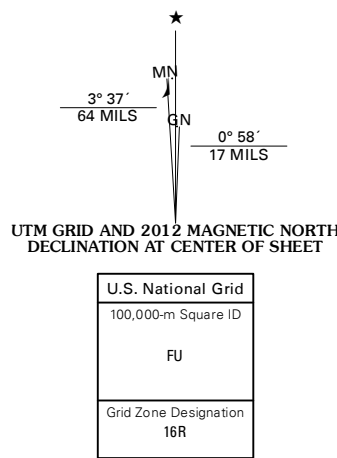 ★
MN
3° 37´
64 MILS
GN
0° 58´
17 MILS
UTM GRID AND 2012 MAGNETIC NORTH
DECLINATION AT CENTER OF SHEET
U.S. National Grid
100,000-m Square ID
FU
Grid Zone Designation
16R